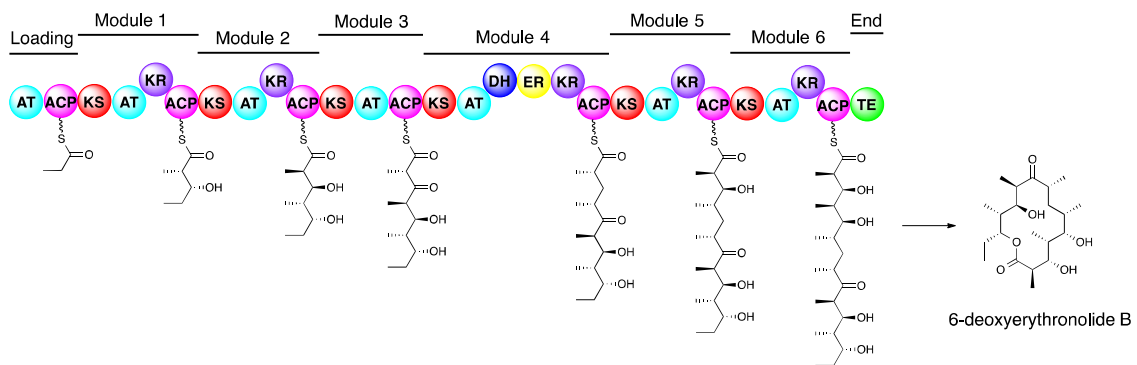 Loading Module 1 Module 2 Module 3 Module 4 Module 5 Module 6 End
AT ACP KS AT KR ACP KS AT KR ACP KS AT ACP KS AT DH ER KR ACP KS AT KR ACP KS AT KR ACP TE
S S S S S S S
O O O O O O O
OH
OH OH
O OH OH
O OH OH
OH O OH OH
OH OH O OH OH
O
OH
O
OH
O
OH
6-deoxyerythronolide B